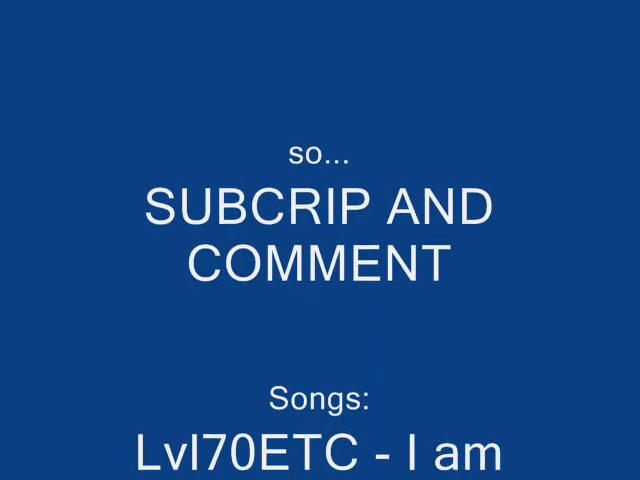 so...
SUBCRIP AND
COMMENT
Songs:
Lvl70ETC - I am